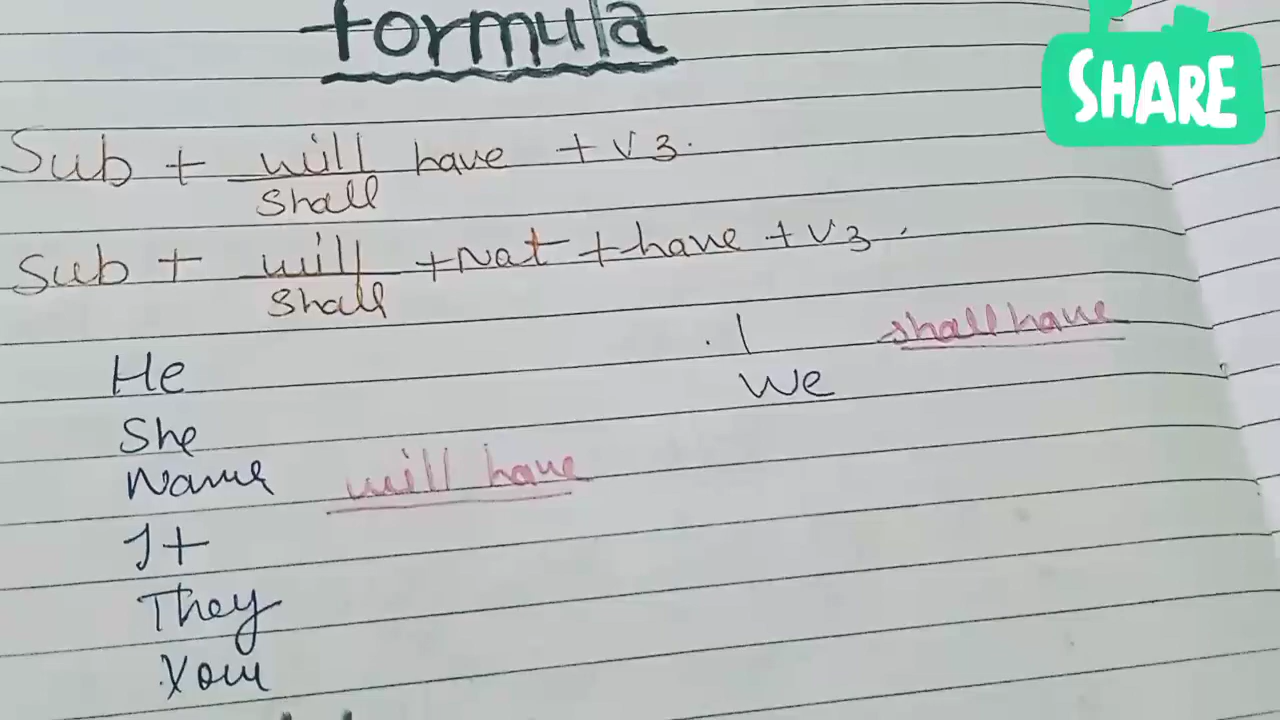 formula
SHARE
Sub + will have + v3.
shall
Sub + will + Not + have + v3.
shall
He
. I shall have
We
She
Name will have
It
They
You